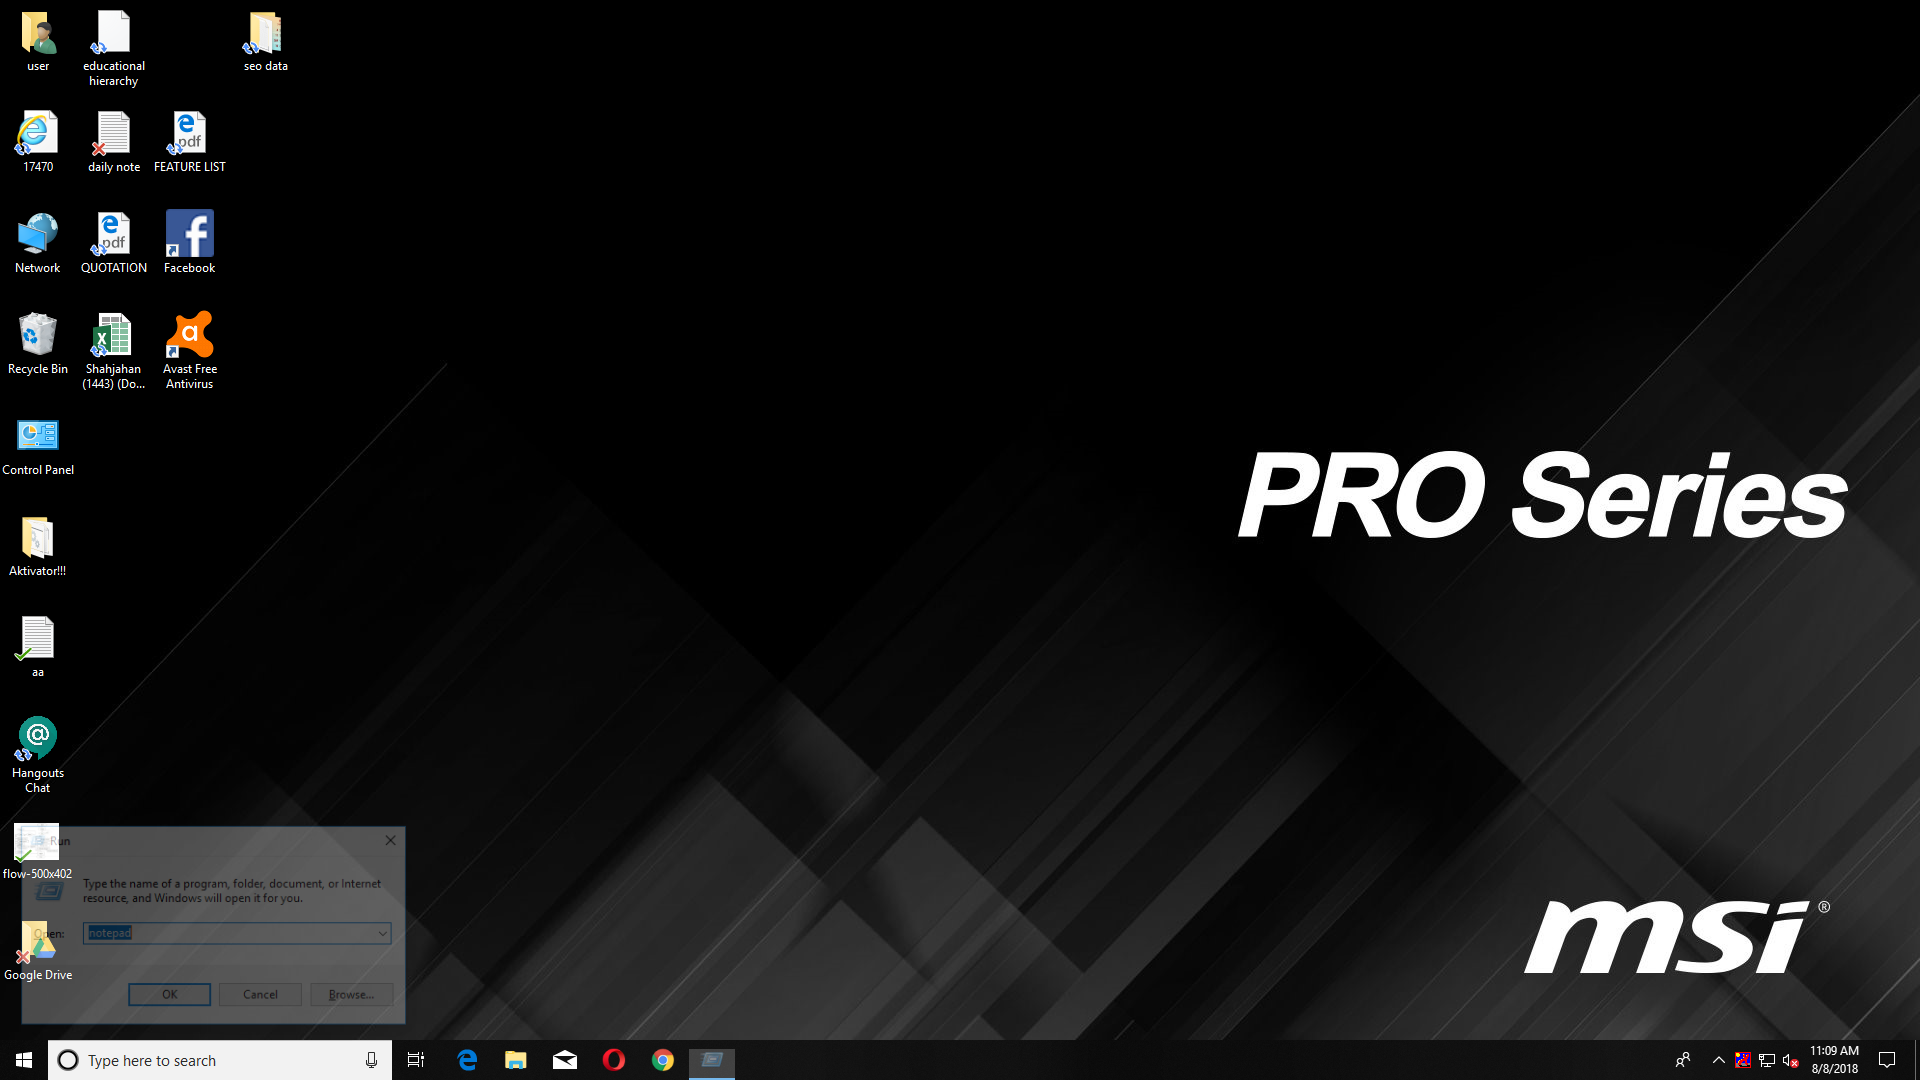 user
educational
hierarchy
seo data
17470
daily note
pdf
FEATURE LIST
Network
pdf
QUOTATION
f
Facebook
Recycle Bin
X
Shahjahan
(1443) (Do...
a
Avast Free
Antivirus
Control Panel
PRO Series
Aktivator!!!
aa
@
Hangouts
Chat
Run
flow-500x402
Type the name of a program, folder, document, or Internet
resource, and Windows will open it for you.
Open:
notepad
msi®
Google Drive
OK
Cancel
Browse...
Type here to search
11:09 AM
8/8/2018